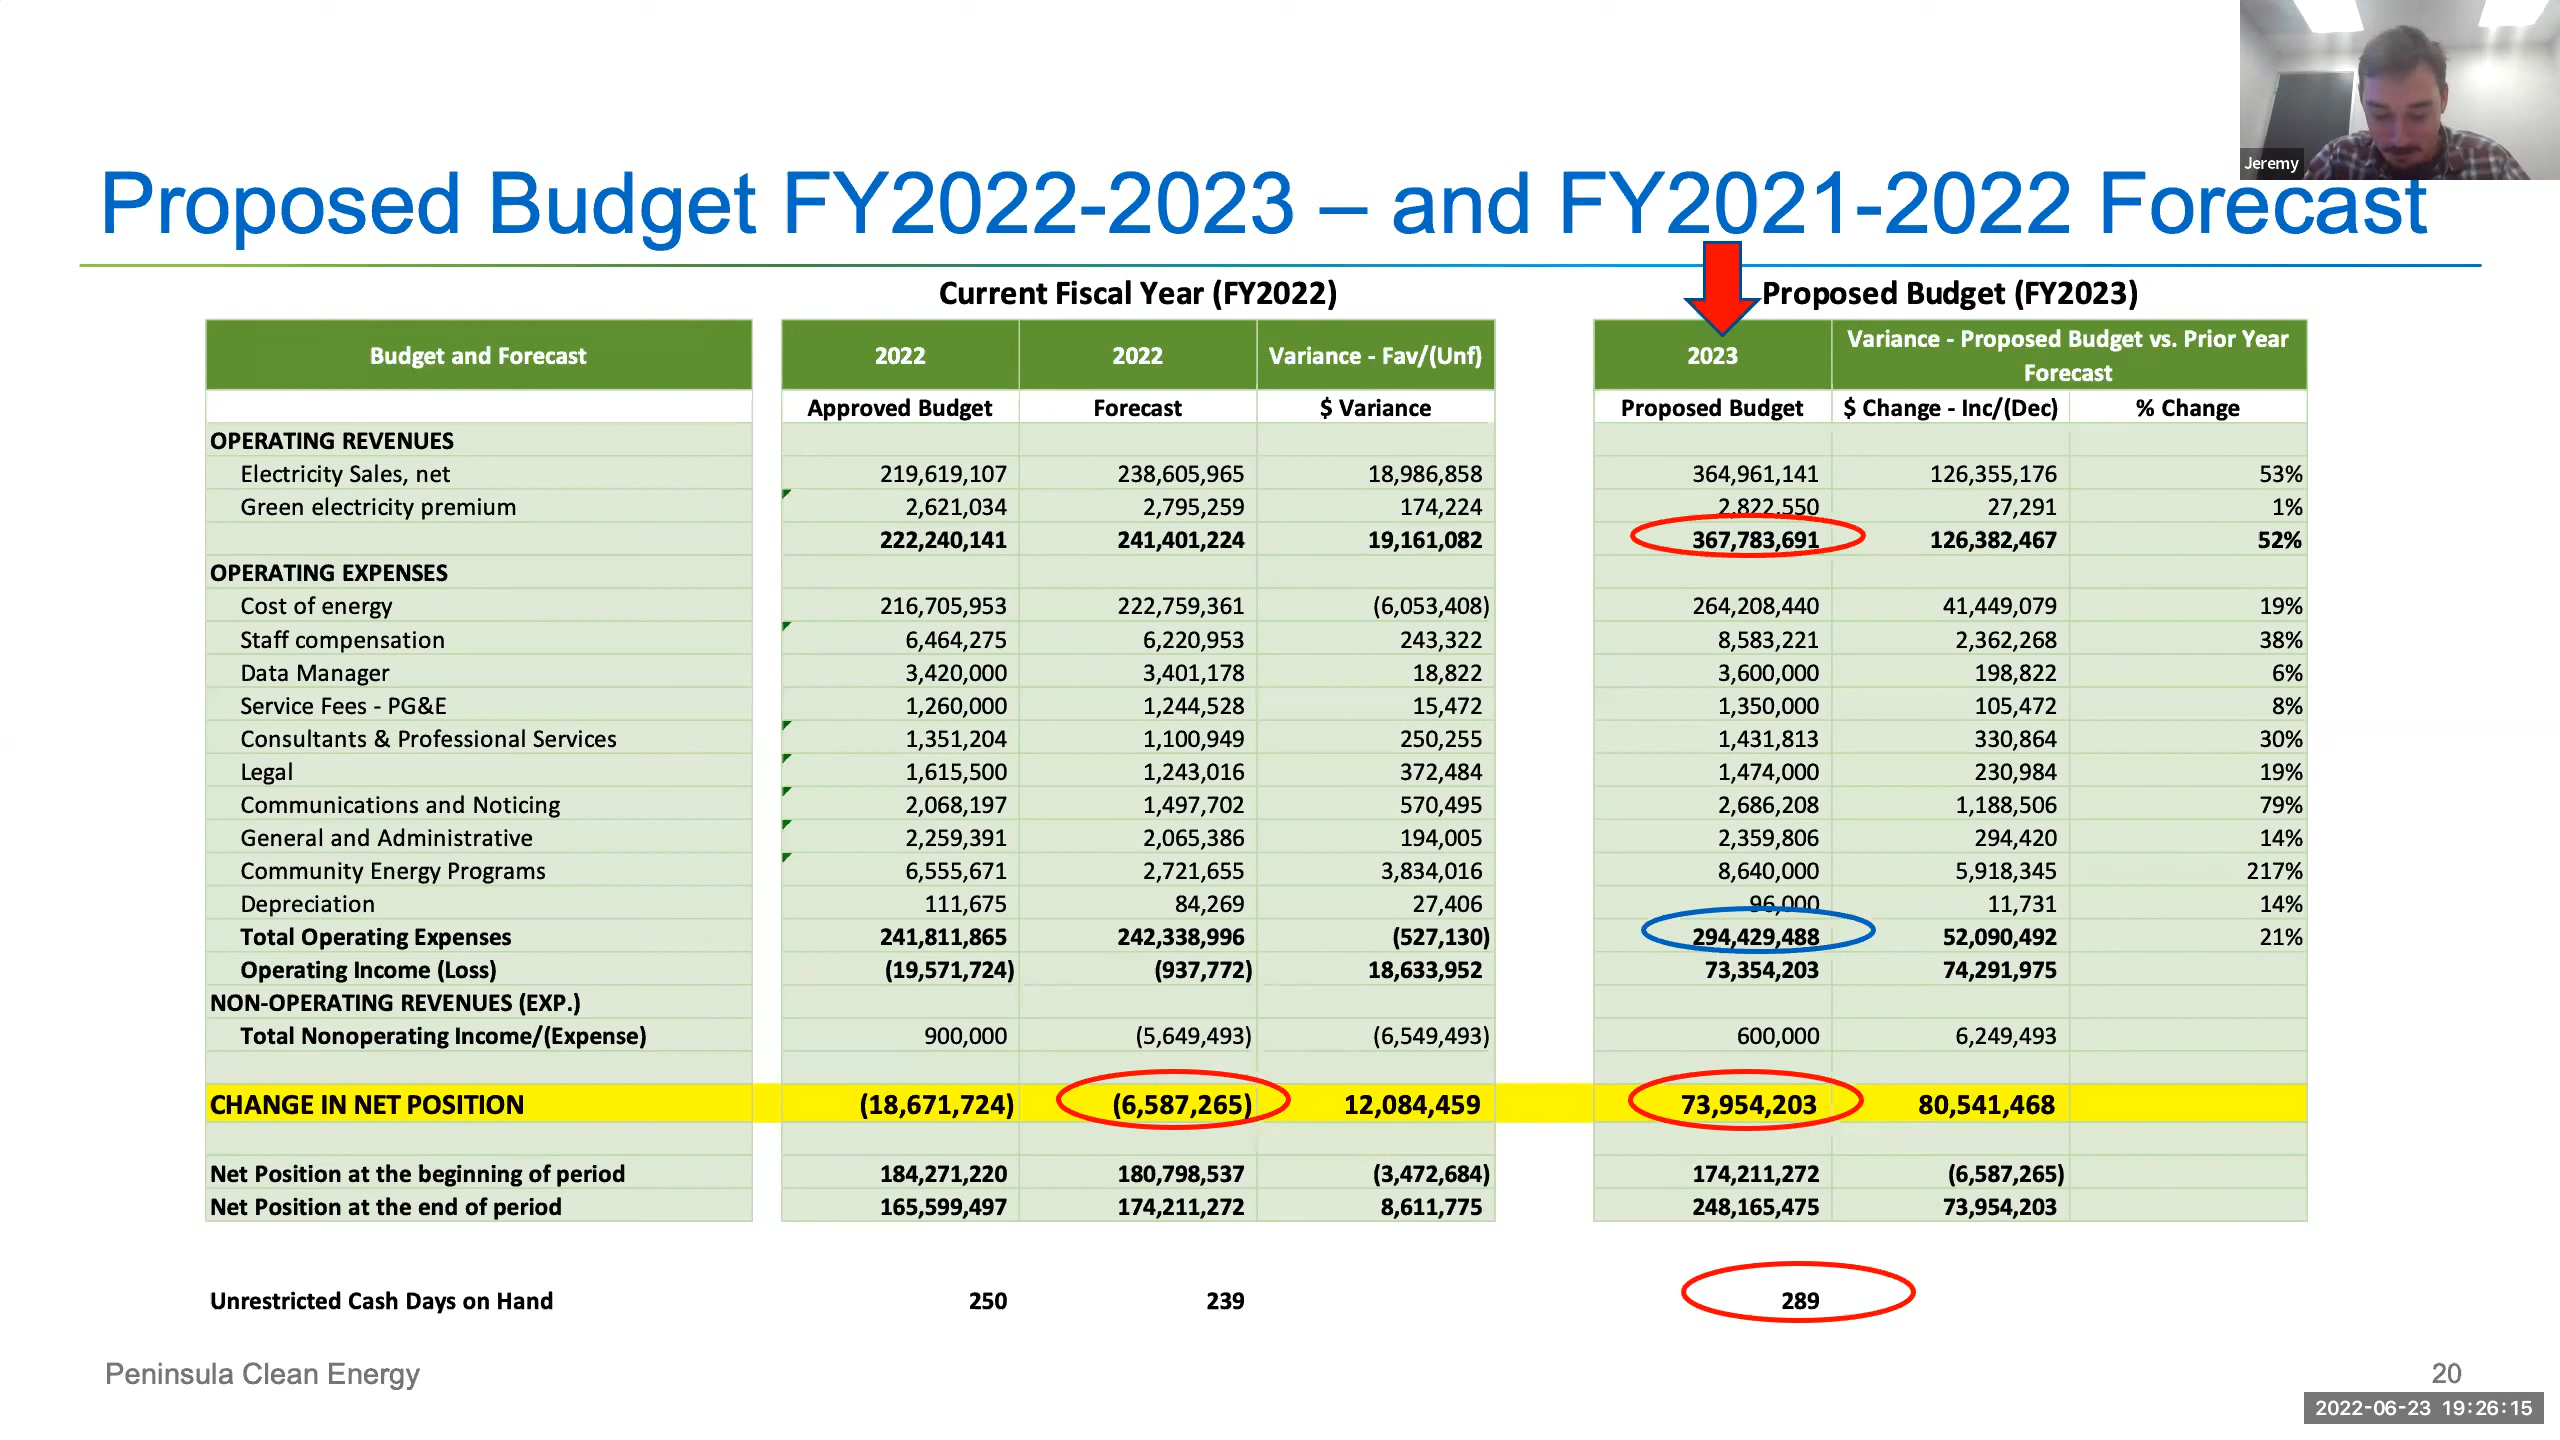 Jeremy
Proposed Budget FY2022-2023 – and FY2021-2022 Forecast
Current Fiscal Year (FY2022) Proposed Budget (FY2023)
Budget and Forecast 2022 2022 Variance - Fav/(Unf) 2023 Variance - Proposed Budget vs. Prior Year
Forecast
Approved Budget Forecast $ Variance Proposed Budget $ Change - Inc/(Dec) % Change
OPERATING REVENUES
Electricity Sales, net 219,619,107 238,605,965 18,986,858 364,961,141 126,355,176 53%
Green electricity premium 2,621,034 2,795,259 174,224 2,822,550 27,291 1%
222,240,141 241,401,224 19,161,082 367,783,691 126,382,467 52%
OPERATING EXPENSES
Cost of energy 216,705,953 222,759,361 (6,053,408) 264,208,440 41,449,079 19%
Staff compensation 6,464,275 6,220,953 243,322 8,583,221 2,362,268 38%
Data Manager 3,420,000 3,401,178 18,822 3,600,000 198,822 6%
Service Fees - PG&E 1,260,000 1,244,528 15,472 1,350,000 105,472 8%
Consultants & Professional Services 1,351,204 1,100,949 250,255 1,431,813 330,864 30%
Legal 1,615,500 1,243,016 372,484 1,474,000 230,984 19%
Communications and Noticing 2,068,197 1,497,702 570,495 2,686,208 1,188,506 79%
General and Administrative 2,259,391 2,065,386 194,005 2,359,806 294,420 14%
Community Energy Programs 6,555,671 2,721,655 3,834,016 8,640,000 5,918,345 217%
Depreciation 111,675 84,269 27,406 96,000 11,731 14%
Total Operating Expenses 241,811,865 242,338,996 (527,130) 294,429,488 52,090,492 21%
Operating Income (Loss) (19,571,724) (937,772) 18,633,952 73,354,203 74,291,975
NON-OPERATING REVENUES (EXP.)
Total Nonoperating Income/(Expense) 900,000 (5,649,493) (6,549,493) 600,000 6,249,493
CHANGE IN NET POSITION (18,671,724) (6,587,265) 12,084,459 73,954,203 80,541,468
Net Position at the beginning of period 184,271,220 180,798,537 (3,472,684) 174,211,272 (6,587,265)
Net Position at the end of period 165,599,497 174,211,272 8,611,775 248,165,475 73,954,203
Unrestricted Cash Days on Hand 250 239 289
Peninsula Clean Energy 20
2022-06-23 19:26:15